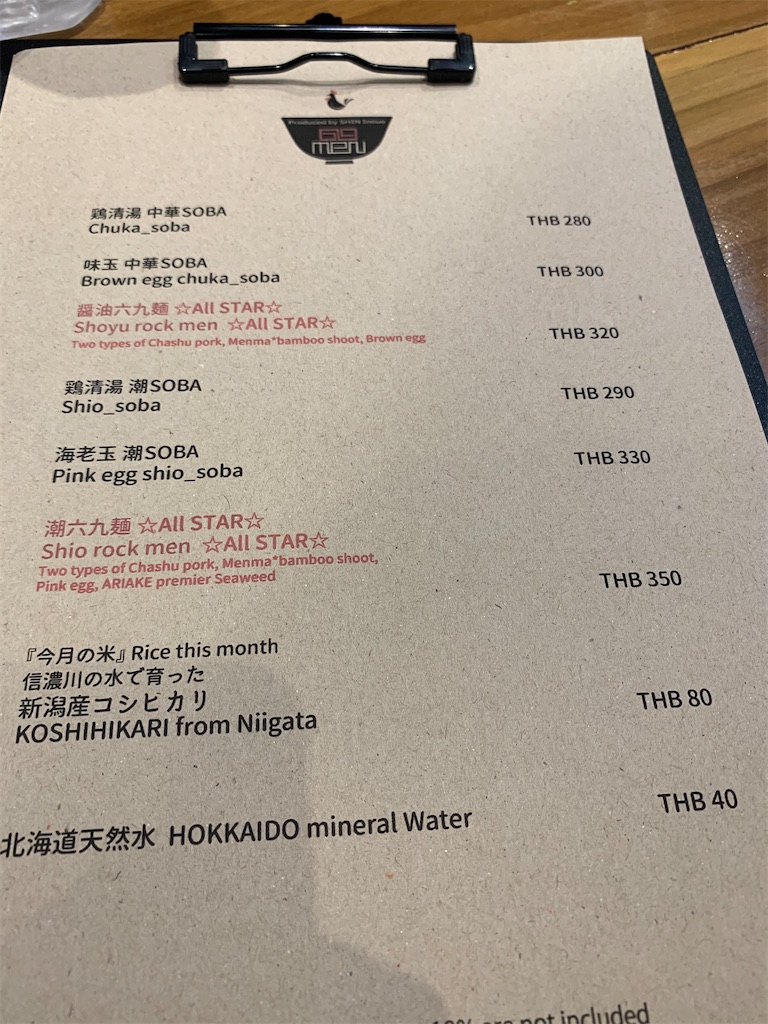 Produced by SHIN Inoue
69
men
鶏清湯 中華SOBA
Chuka_soba
THB 280
味玉 中華SOBA
Brown egg chuka_soba
THB 300
醤油六九麺 ☆All STAR☆
Shoyu rock men ☆All STAR☆
Two types of Chashu pork, Menma*bamboo shoot, Brown egg
THB 320
鶏清湯 潮SOBA
Shio_soba
THB 290
海老玉 潮SOBA
Pink egg shio_soba
THB 330
潮六九麺 ☆All STAR☆
Shio rock men ☆All STAR☆
Two types of Chashu pork, Menma*bamboo shoot,
Pink egg, ARIAKE premier Seaweed
THB 350
『今月の米』Rice this month
信濃川の水で育った
新潟産コシヒカリ
KOSHIHIKARI from Niigata
THB 80
北海道天然水 HOKKAIDO mineral Water
THB 40
10% are not included